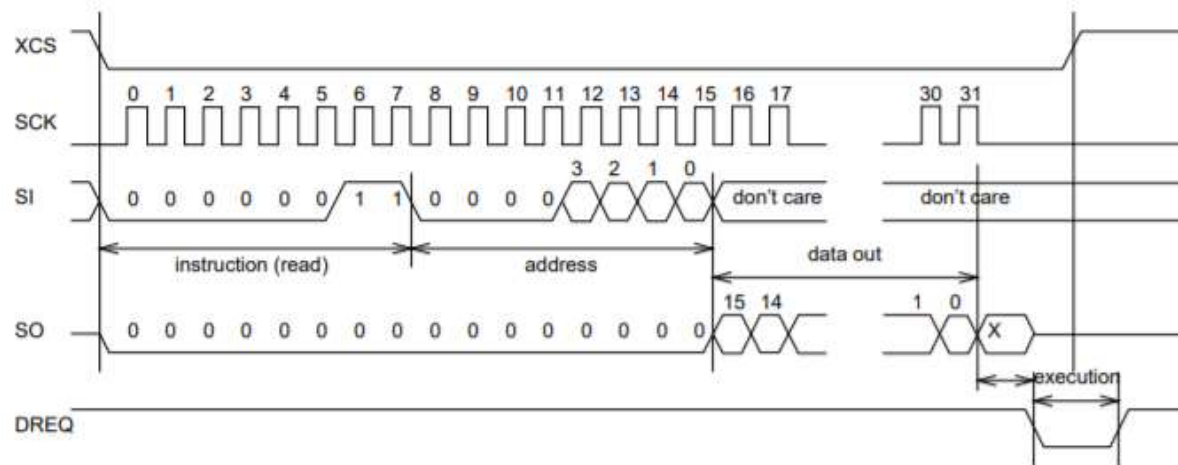 XCS
0 1 2 3 4 5 6 7 8 9 10 11 12 13 14 15 16 17 30 31
SCK
3 2 1 0
SI 0 0 0 0 0 0 1 1 0 0 0 0 don't care don't care
instruction (read) address data out
15 14 1 0
SO 0 0 0 0 0 0 0 0 0 0 0 0 0 0 0 0 X
execution
DREQ